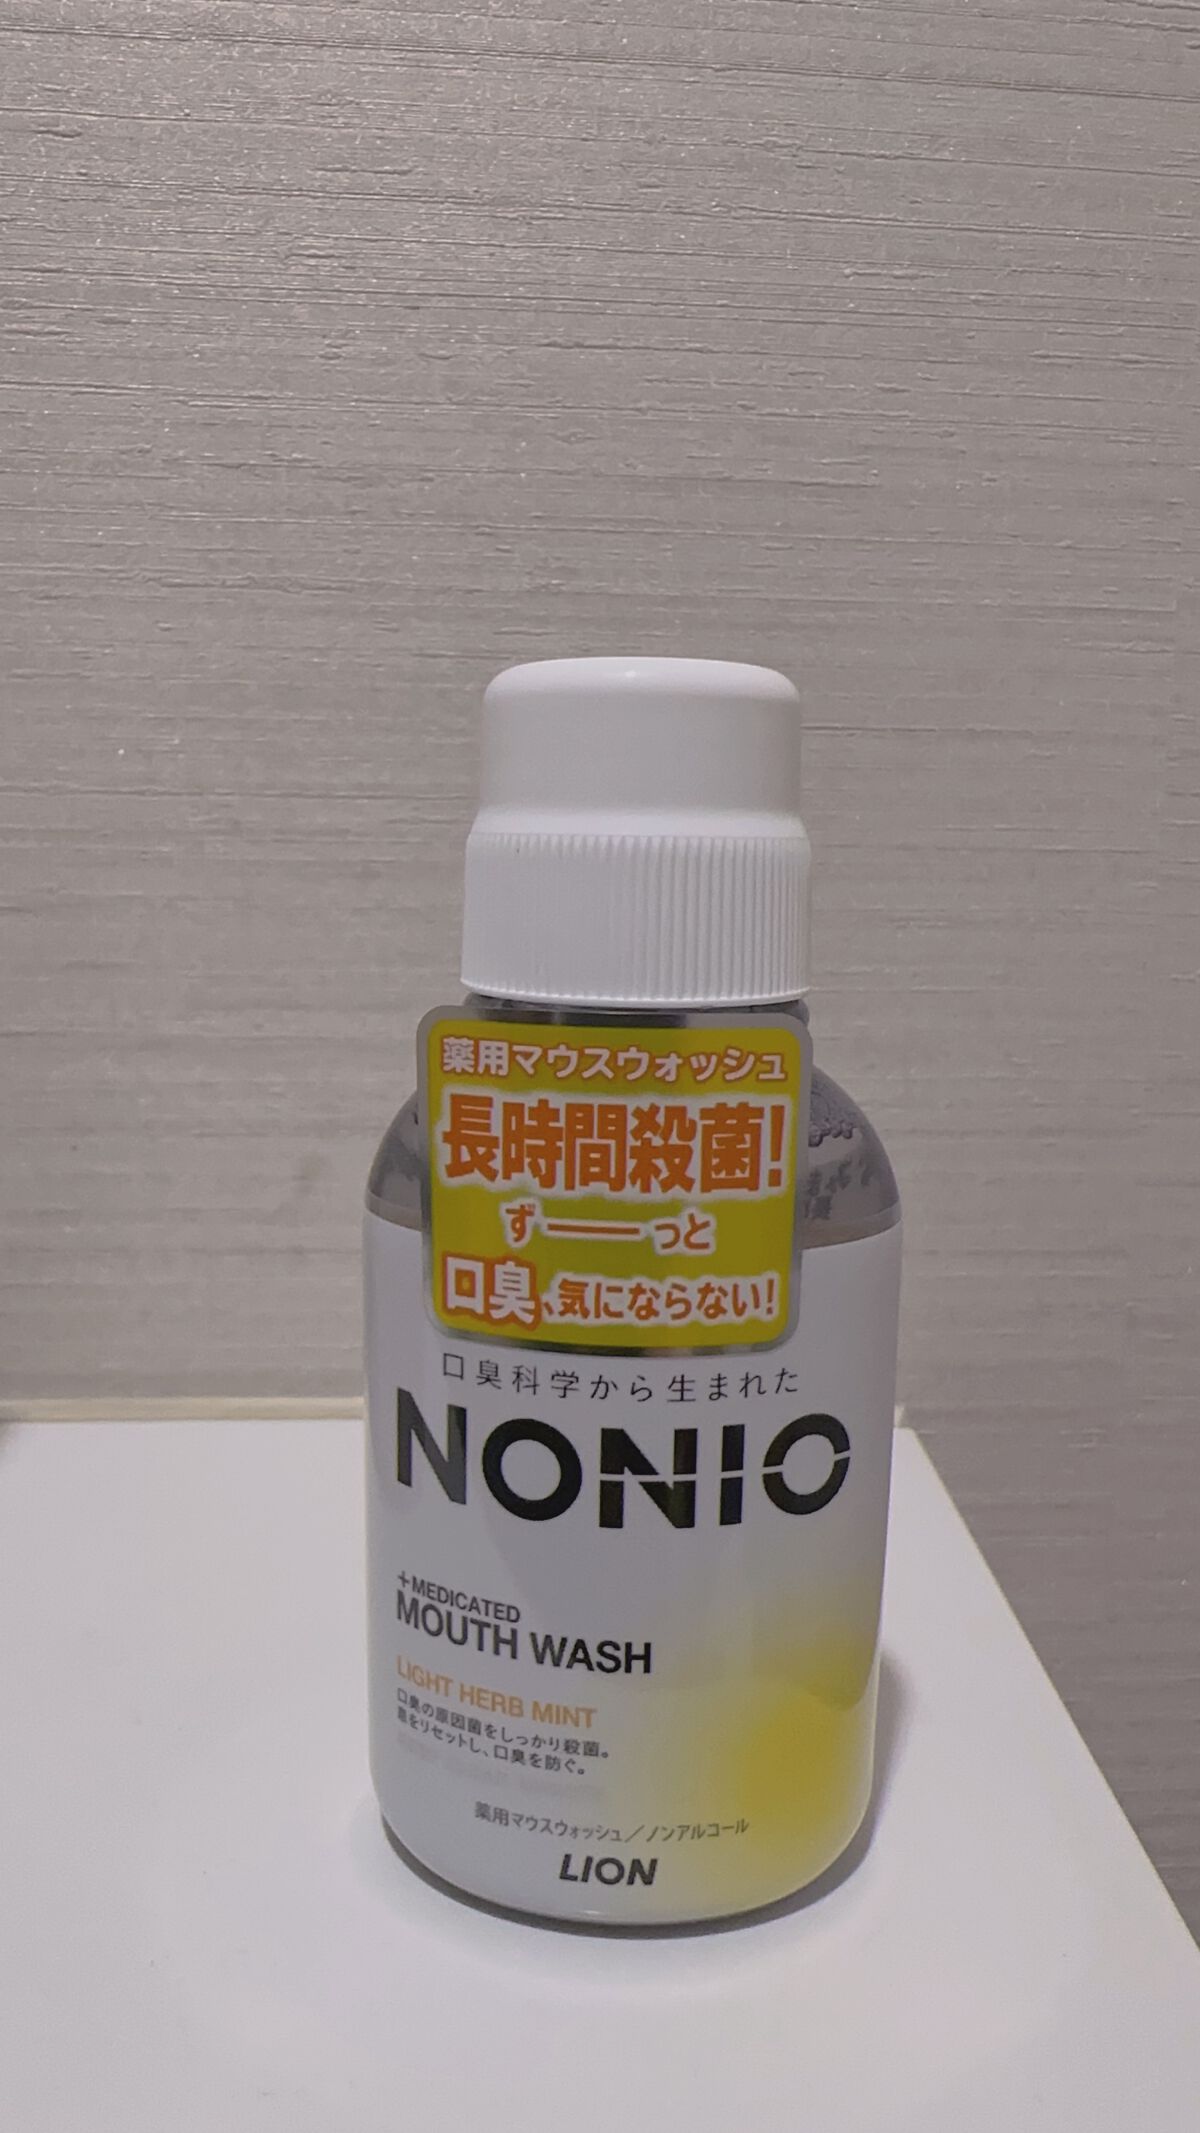 薬用マウスウォッシュ
長時間殺菌!
ず――っと
口臭、気にならない!
口臭科学から生まれた
NONIO
+MEDICATED
MOUTH WASH
LIGHT HERB MINT
口臭の原因菌をしっかり殺菌。
息をリセットし、口臭を防ぐ。
薬用マウスウォッシュ/ノンアルコール
LION